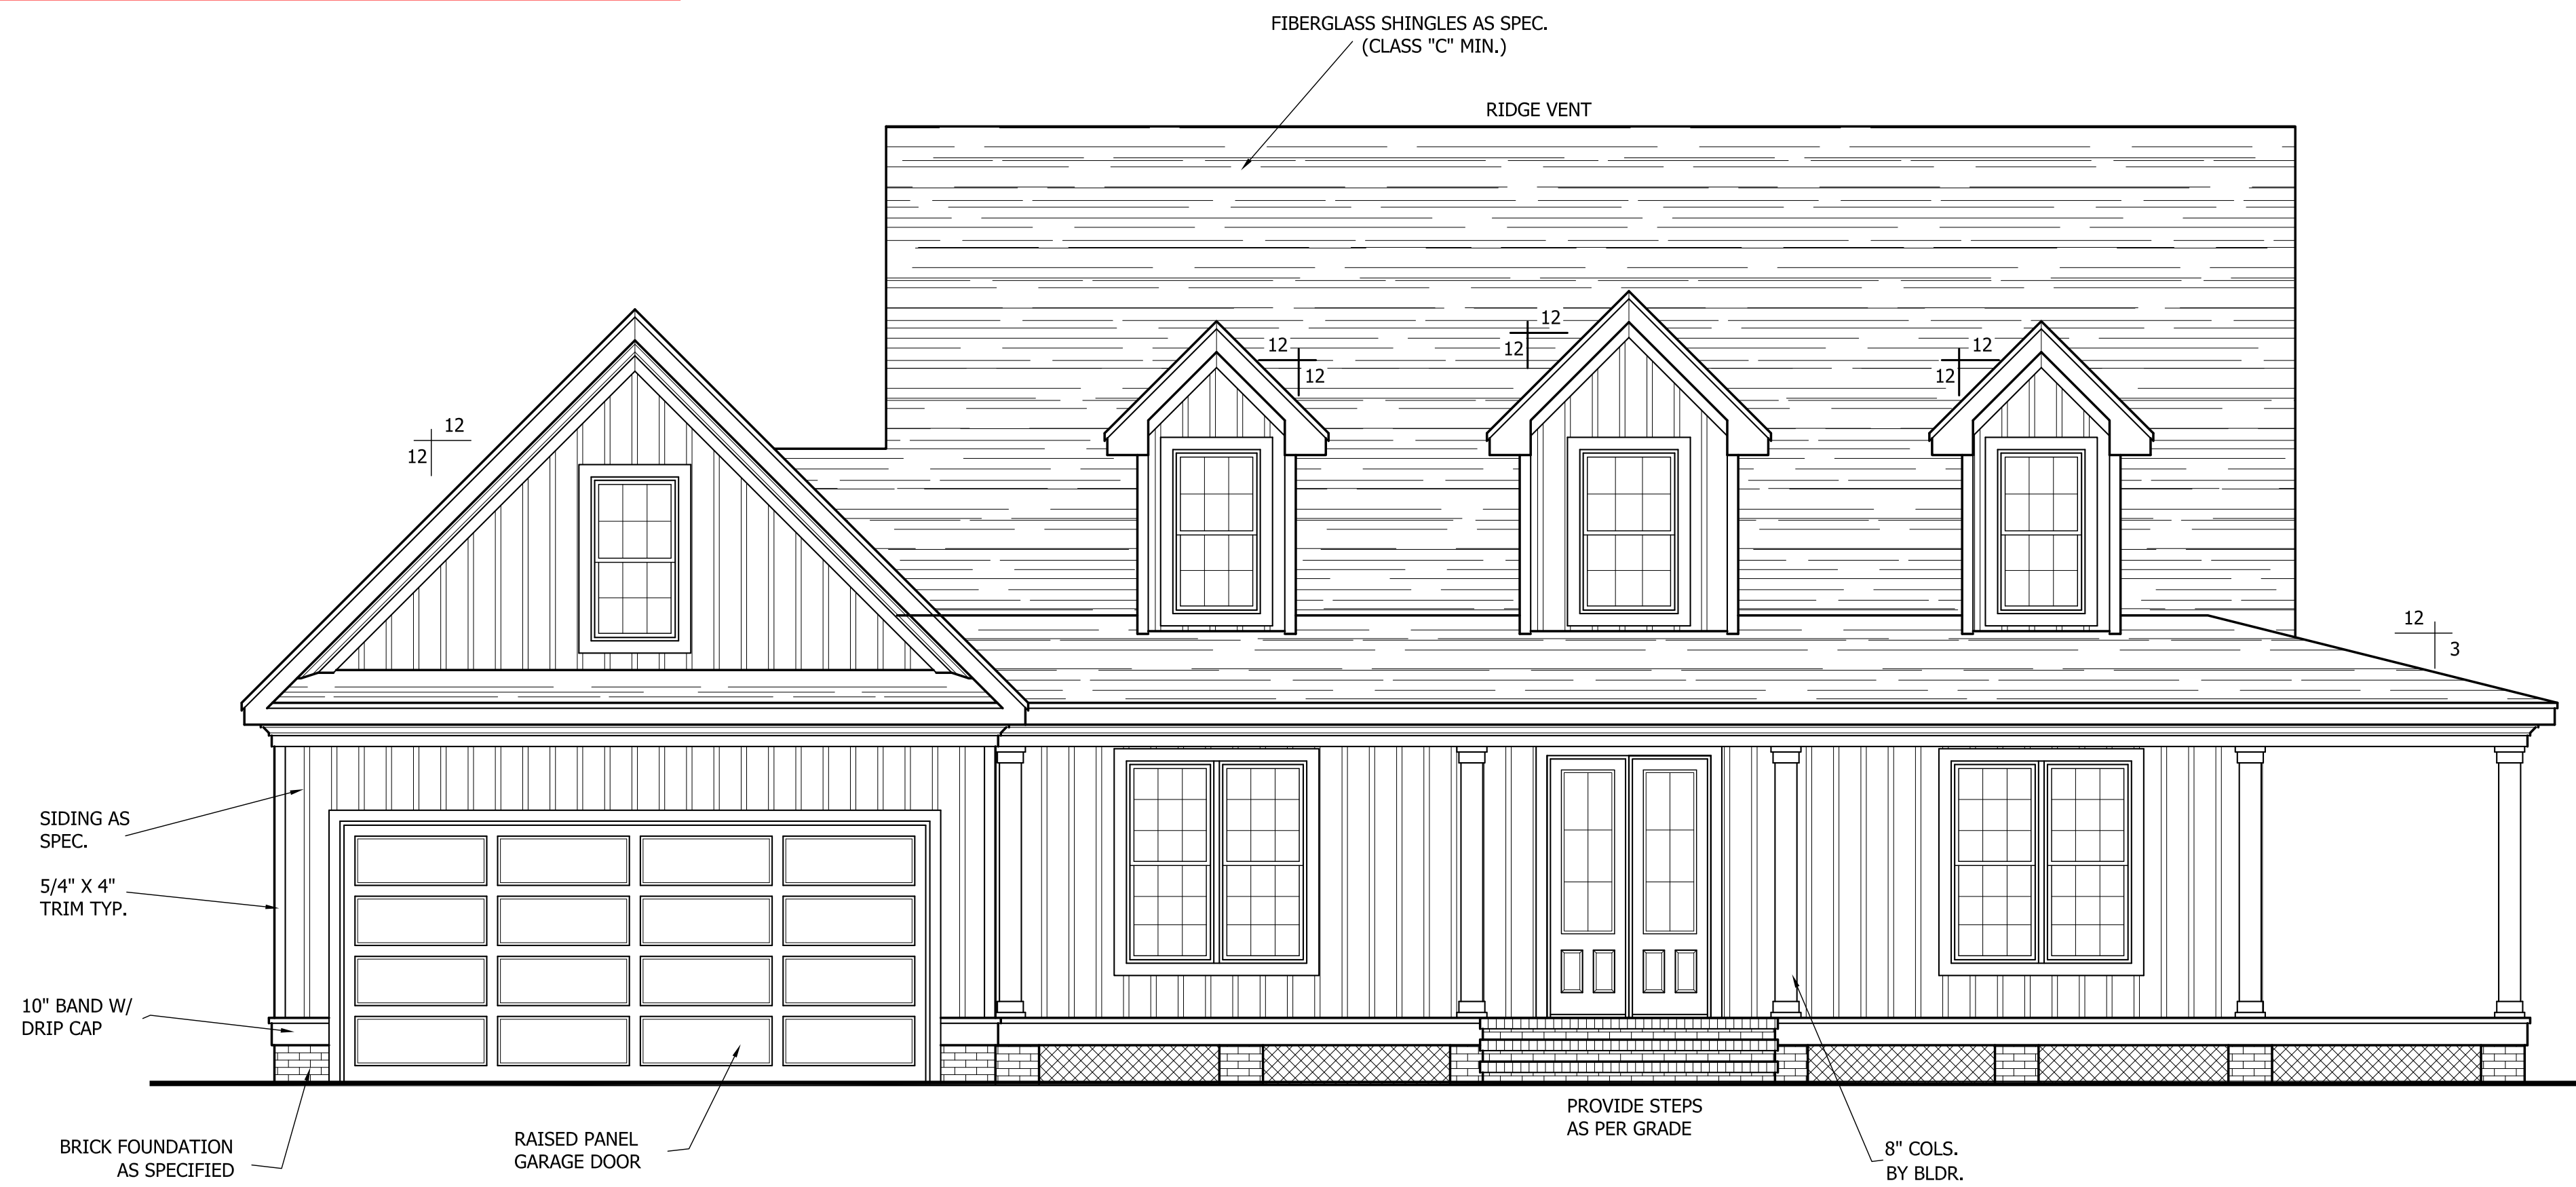 FIBERGLASS SHINGLES AS SPEC.
(CLASS "C" MIN.)
RIDGE VENT
12
12
12
12
12
12
12
12
12
3
SIDING AS
SPEC.
5/4" X 4"
TRIM TYP.
10" BAND W/
DRIP CAP
BRICK FOUNDATION
AS SPECIFIED
RAISED PANEL
GARAGE DOOR
PROVIDE STEPS
AS PER GRADE
8" COLS.
BY BLDR.